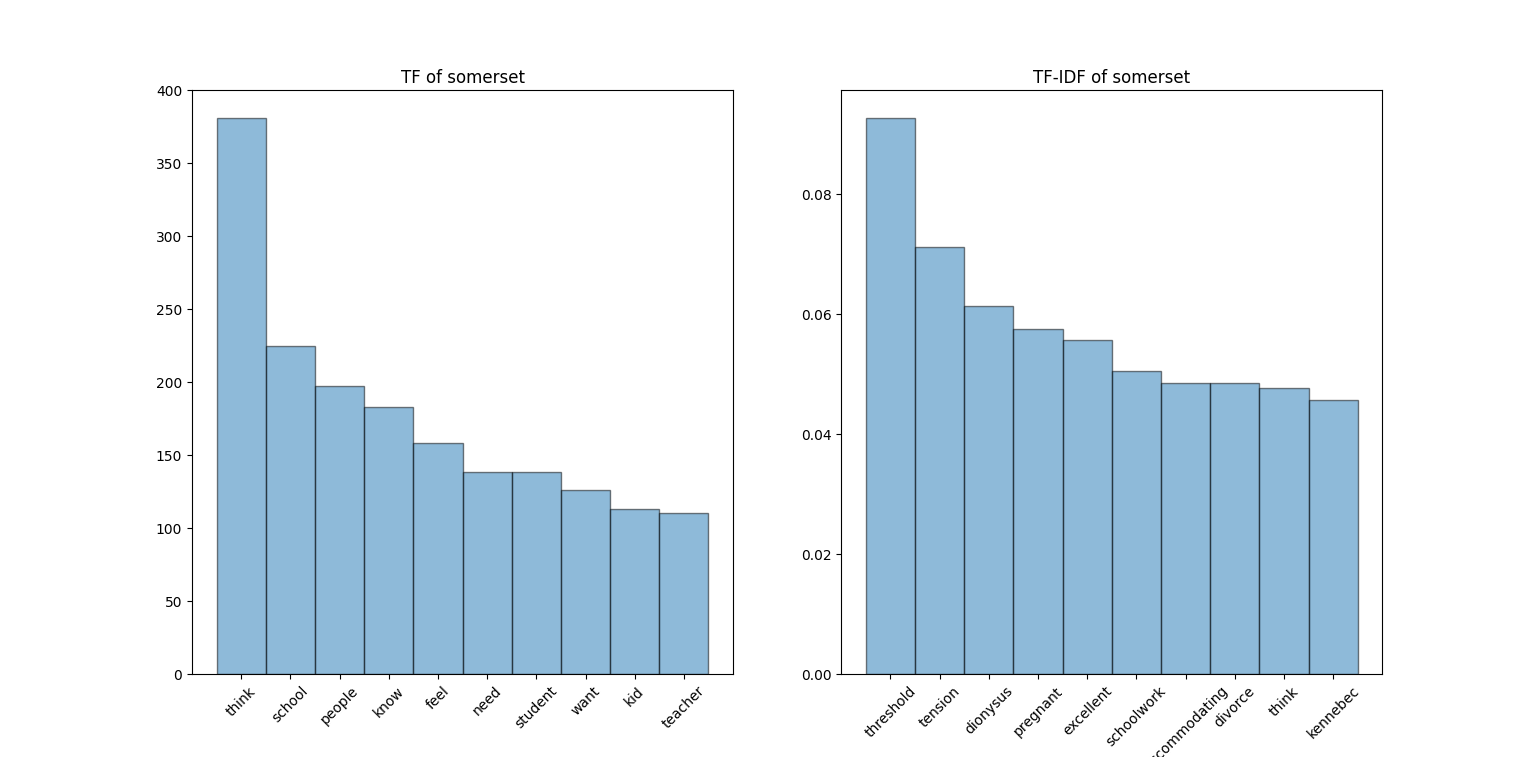 TF of somerset
400
350
300
250
200
150
100
50
0
think
school
people
know
feel
need
student
want
kid
teacher
TF-IDF of somerset
0.08
0.06
0.04
0.02
0.00
threshold
tension
dionysus
pregnant
excellent
schoolwork
commodating
divorce
think
kennebec